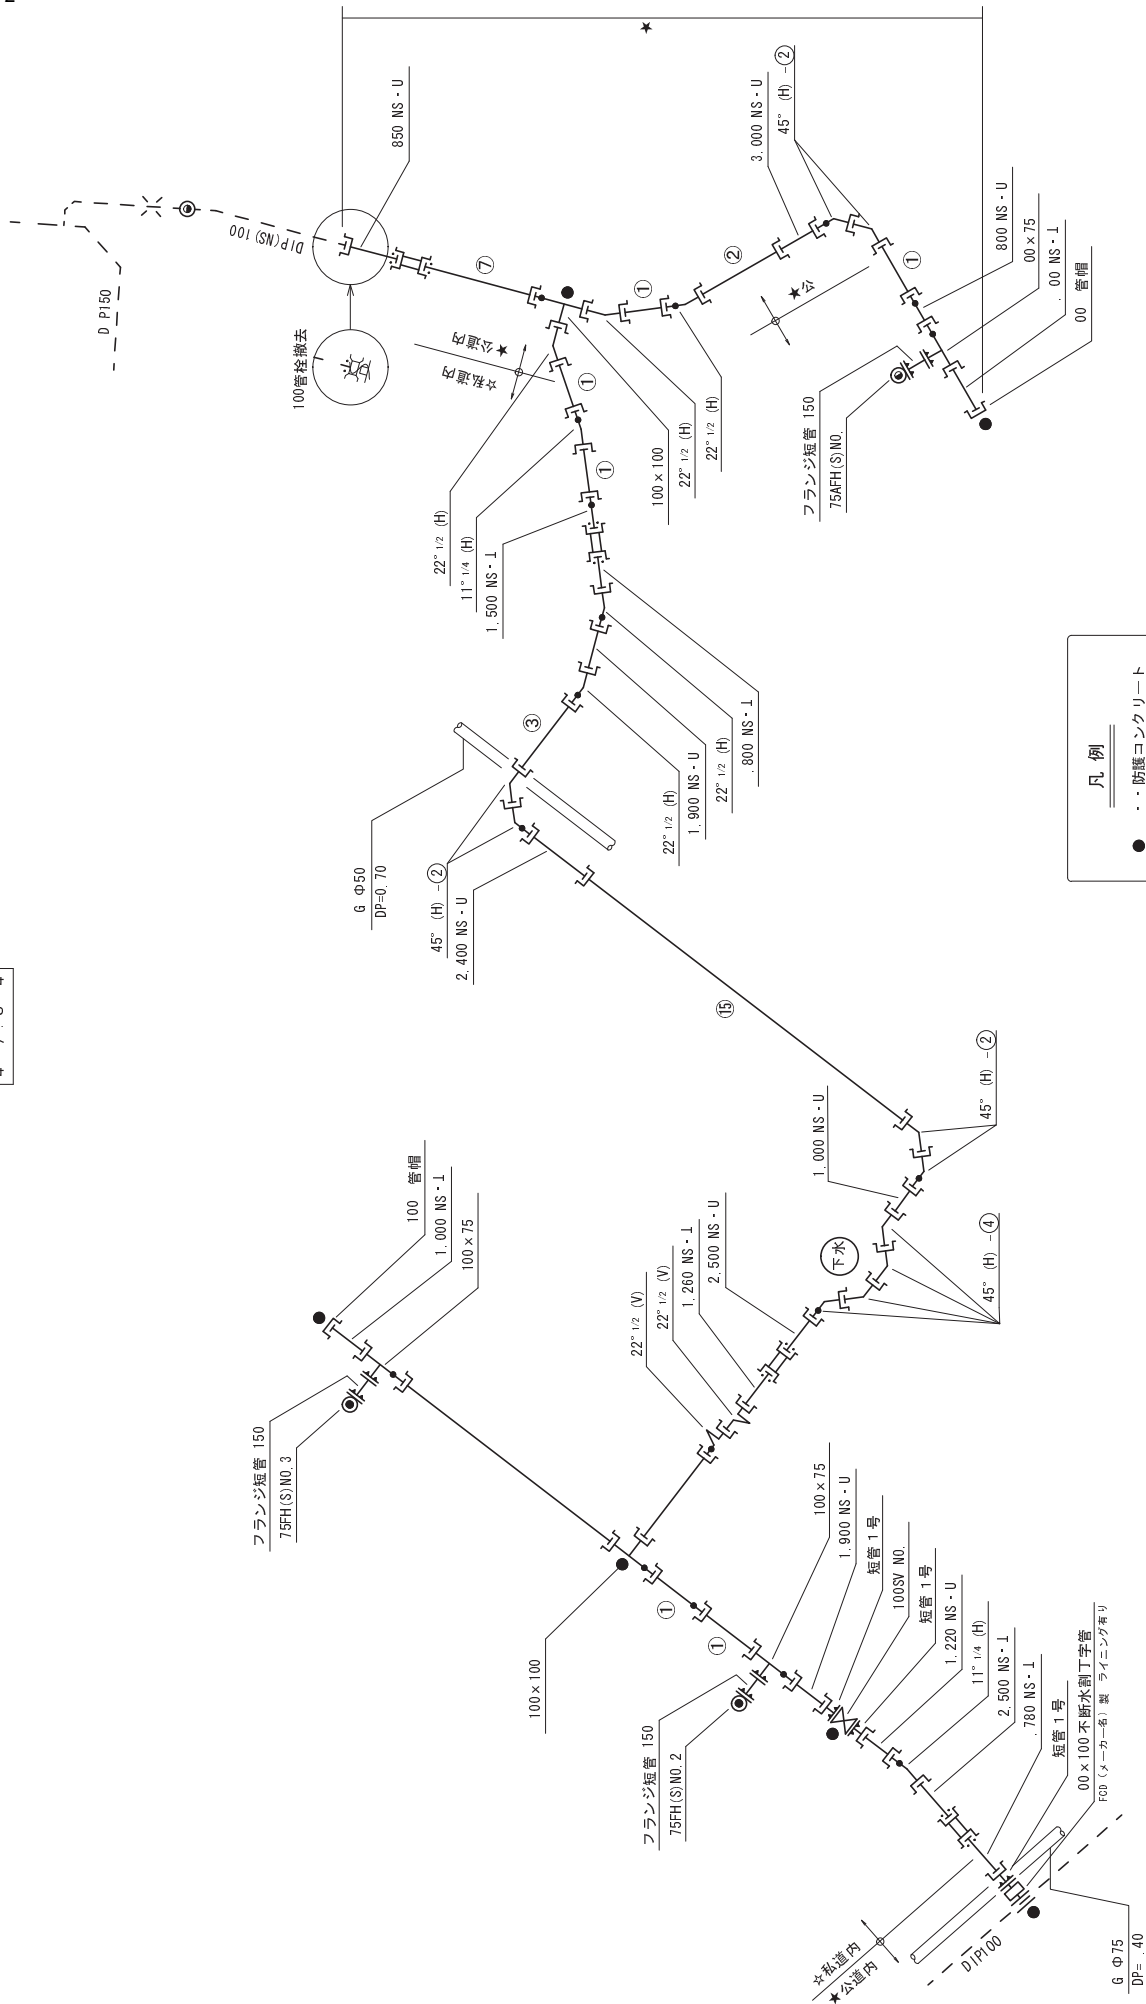 D P150
DIP(NS)100
850 NS-U
100管栓撤去
★
3.000 NS-U
45° (H) -②
⑦
②
①
★公
800 NS-U
00×75
.00 NS-⊥
00 管帽
①
フランジ短管 150
75AFH(S)NO.
☆私道内
★公道内
①
①
22° 1/2 (H)
11° 1/4 (H)
1.500 NS-⊥
100×100
22° 1/2 (H)
22° 1/2 (H)
③
G Φ50
DP=0.70
45° (H) -②
2.400 NS-U
22° 1/2 (H)
1.900 NS-U
22° 1/2 (H)
.800 NS-⊥
凡 例
● ・・防護コンクリート
⑮
1.000 NS-U
45° (H) -②
下水
45° (H) -④
100 管帽
1.000 NS-⊥
100×75
22° 1/2 (V)
22° 1/2 (V)
1.260 NS-⊥
2.500 NS-U
フランジ短管 150
75FH(S)NO.3
100×100
①
①
100×75
1.900 NS-U
短管1号
100SV NO.
短管1号
1.220 NS-U
11° 1/4 (H)
2.500 NS-⊥
.780 NS-⊥
短管1号
00×100不断水割丁字管
FCD (メーカー名) 製 ライニング有り
フランジ短管 150
75FH(S)NO.2
☆私道内
★公道内
DIP100
G Φ75
DP= .40